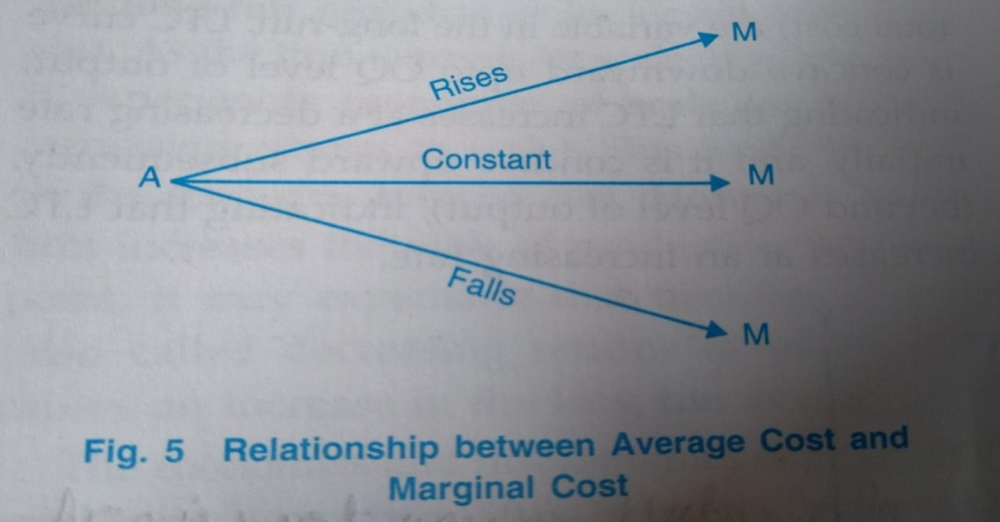 M
Rises
Constant
A
M
Falls
M
Fig. 5 Relationship between Average Cost and
Marginal Cost